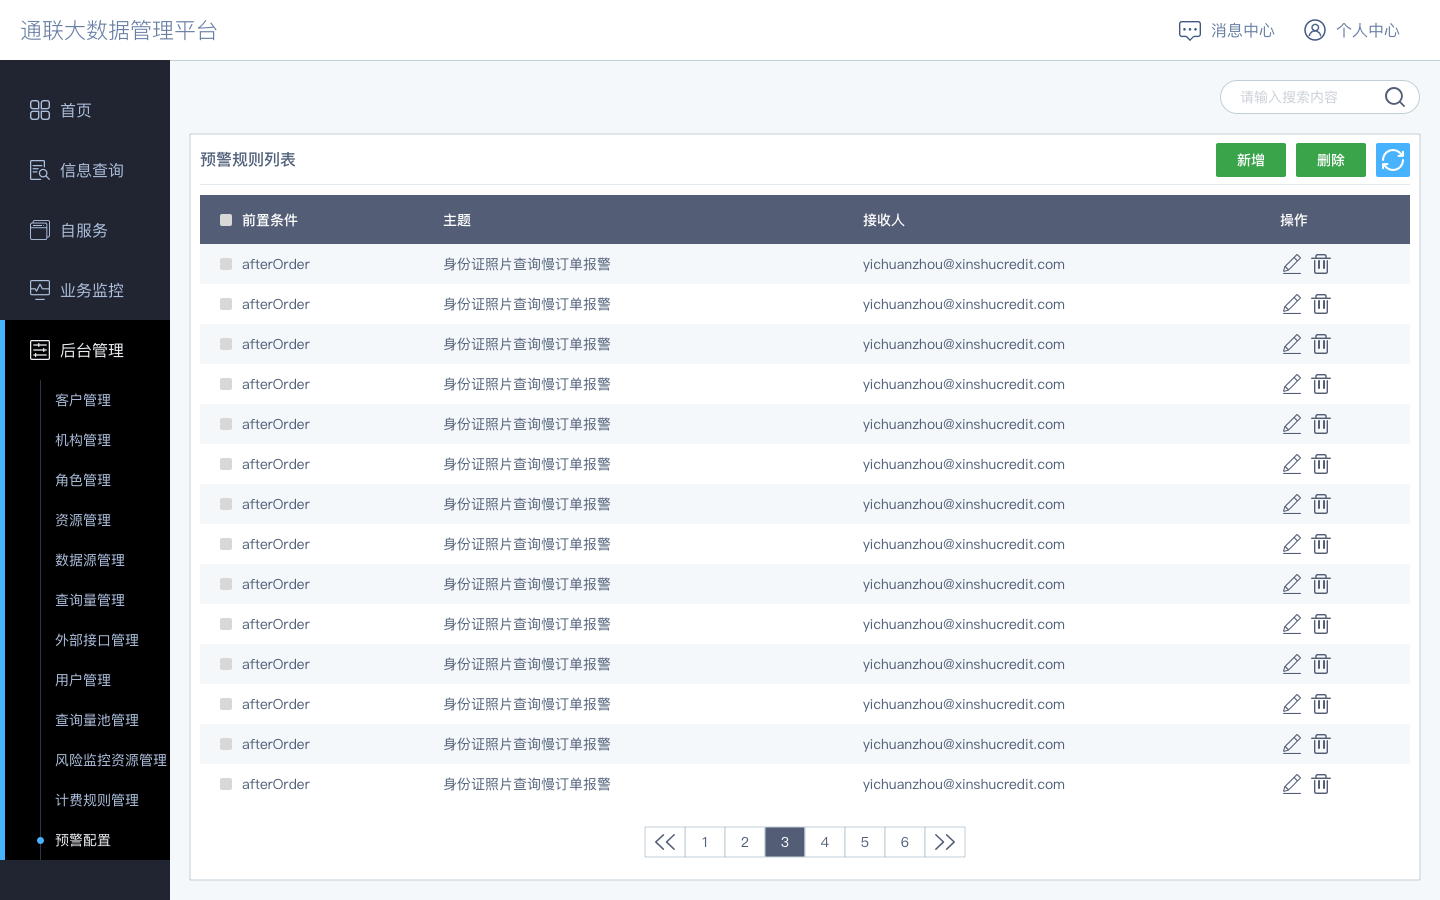 通联大数据管理平台
消息中心 个人中心
首页
信息查询
自服务
业务监控
后台管理
客户管理
机构管理
角色管理
资源管理
数据源管理
查询量管理
外部接口管理
用户管理
查询量池管理
风险监控资源管理
计费规则管理
预警配置
请输入搜索内容
预警规则列表 新增 删除
前置条件 主题 接收人 操作
afterOrder 身份证照片查询慢订单报警 yichuanzhou@xinshucredit.com
afterOrder 身份证照片查询慢订单报警 yichuanzhou@xinshucredit.com
afterOrder 身份证照片查询慢订单报警 yichuanzhou@xinshucredit.com
afterOrder 身份证照片查询慢订单报警 yichuanzhou@xinshucredit.com
afterOrder 身份证照片查询慢订单报警 yichuanzhou@xinshucredit.com
afterOrder 身份证照片查询慢订单报警 yichuanzhou@xinshucredit.com
afterOrder 身份证照片查询慢订单报警 yichuanzhou@xinshucredit.com
afterOrder 身份证照片查询慢订单报警 yichuanzhou@xinshucredit.com
afterOrder 身份证照片查询慢订单报警 yichuanzhou@xinshucredit.com
afterOrder 身份证照片查询慢订单报警 yichuanzhou@xinshucredit.com
afterOrder 身份证照片查询慢订单报警 yichuanzhou@xinshucredit.com
afterOrder 身份证照片查询慢订单报警 yichuanzhou@xinshucredit.com
afterOrder 身份证照片查询慢订单报警 yichuanzhou@xinshucredit.com
afterOrder 身份证照片查询慢订单报警 yichuanzhou@xinshucredit.com
1 2 3 4 5 6